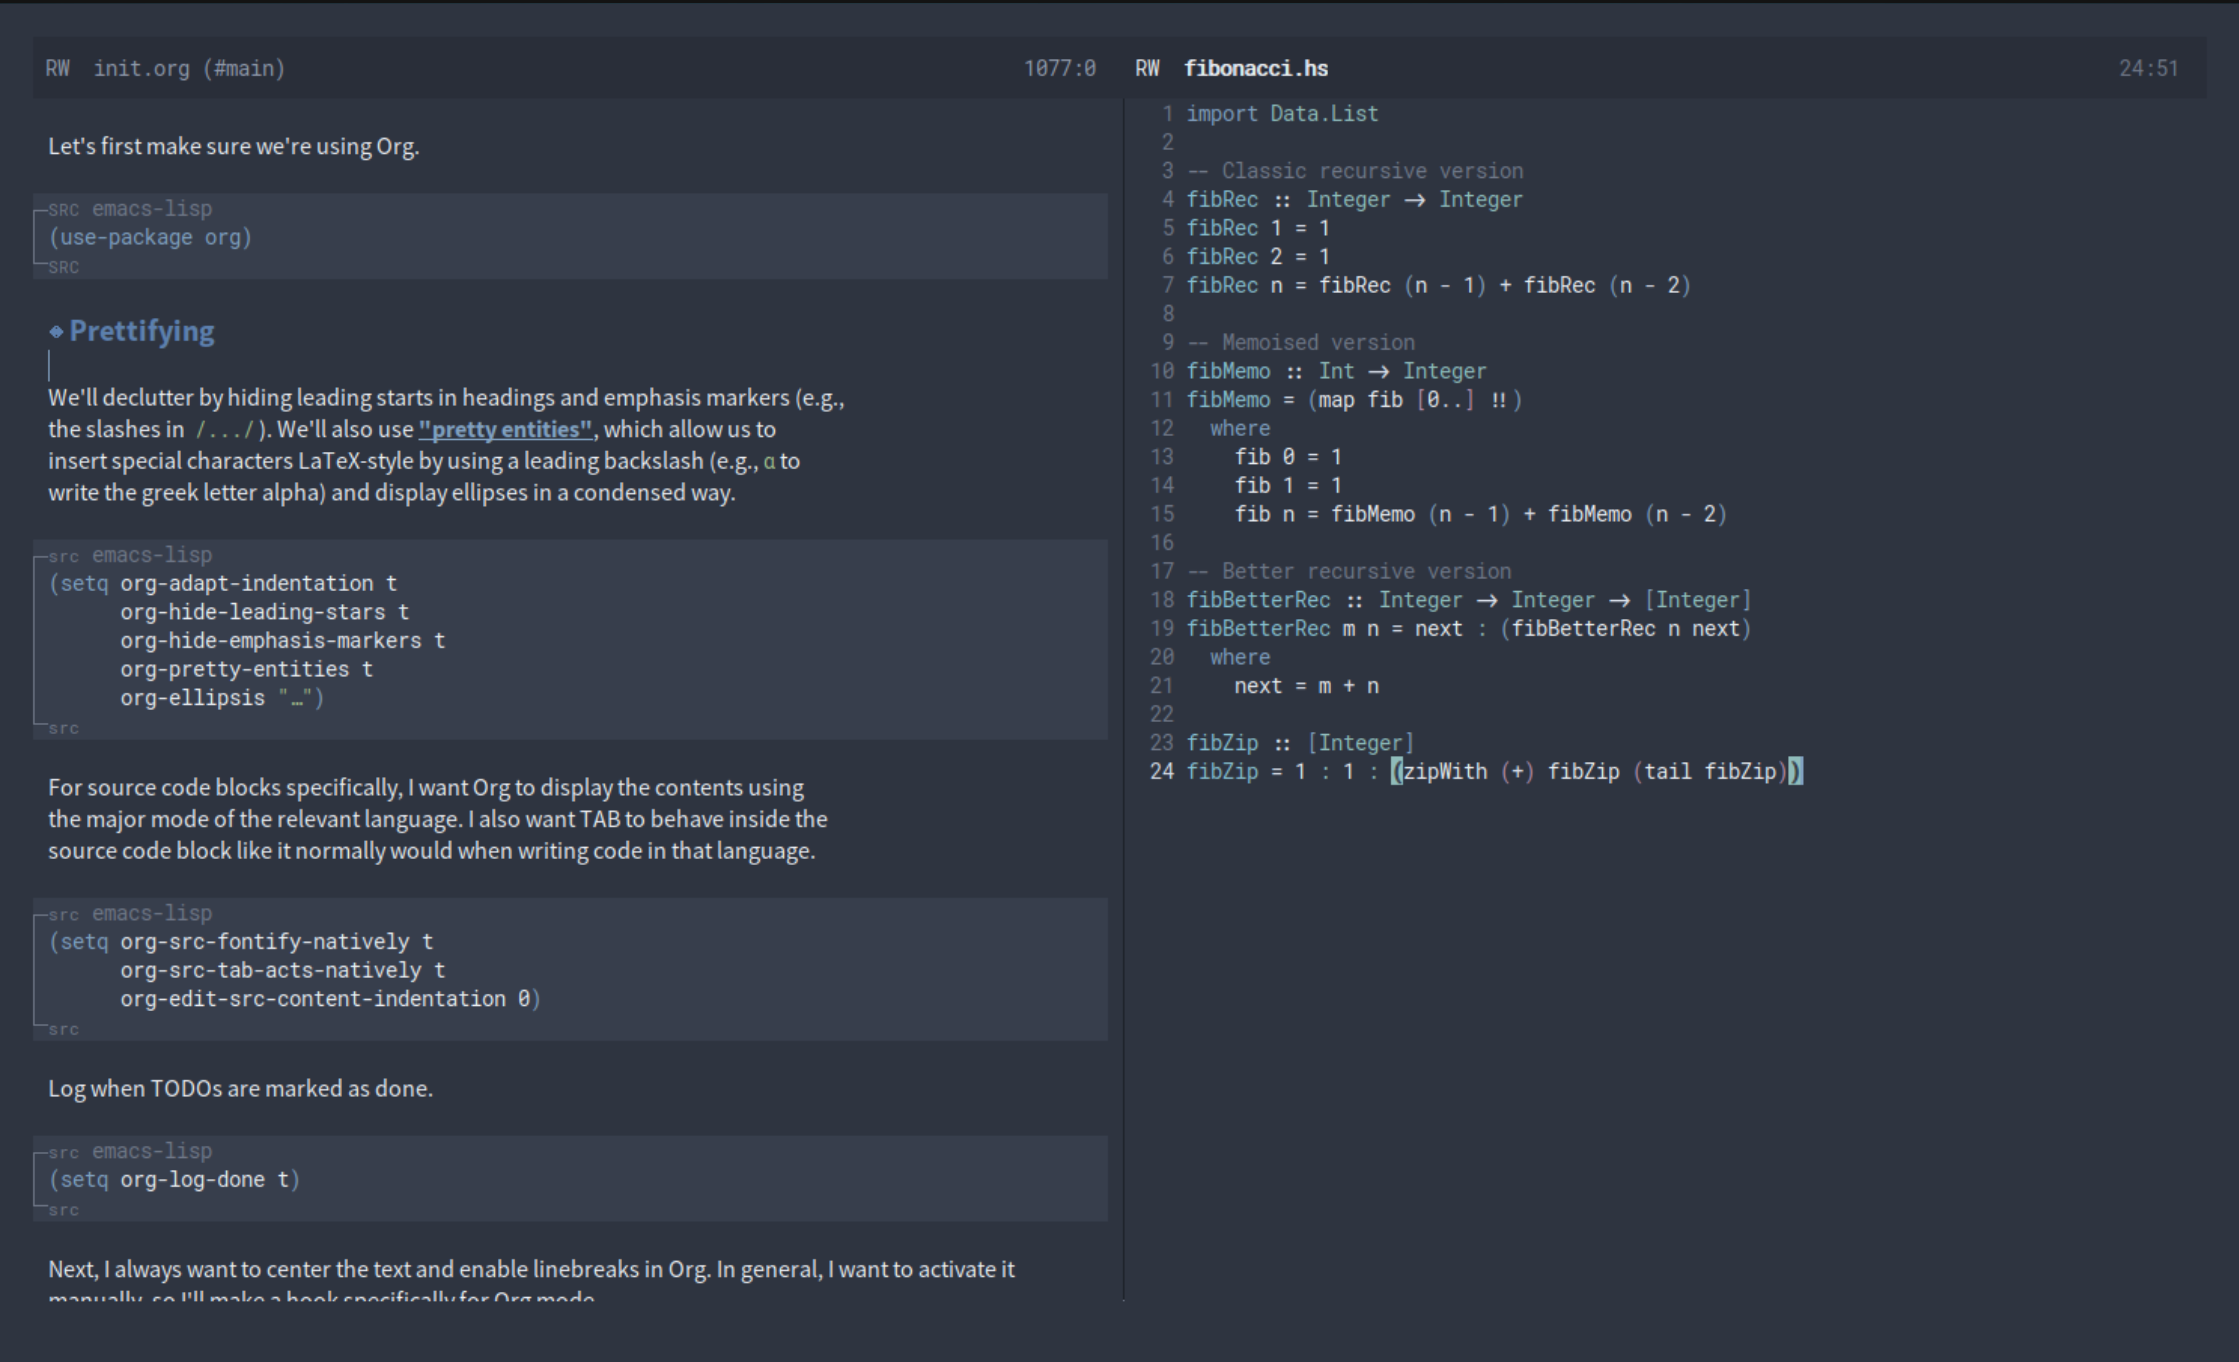 RW init.org (#main) 1077:0
Let's first make sure we're using Org.
SRC emacs-lisp
(use-package org)
SRC
Prettifying
We'll declutter by hiding leading starts in headings and emphasis markers (e.g.,
the slashes in /.../). We'll also use "pretty entities", which allow us to
insert special characters LaTeX-style by using a leading backslash (e.g., α to
write the greek letter alpha) and display ellipses in a condensed way.
src emacs-lisp
(setq org-adapt-indentation t
org-hide-leading-stars t
org-hide-emphasis-markers t
org-pretty-entities t
org-ellipsis "…")
src
For source code blocks specifically, I want Org to display the contents using
the major mode of the relevant language. I also want TAB to behave inside the
source code block like it normally would when writing code in that language.
src emacs-lisp
(setq org-src-fontify-natively t
org-src-tab-acts-natively t
org-edit-src-content-indentation 0)
src
Log when TODOs are marked as done.
src emacs-lisp
(setq org-log-done t)
src
Next, I always want to center the text and enable linebreaks in Org. In general, I want to activate it
manually, so I'll make a hook specifically for Org mode
RW fibonacci.hs 24:51
1 import Data.List
2
3 -- Classic recursive version
4 fibRec :: Integer → Integer
5 fibRec 1 = 1
6 fibRec 2 = 1
7 fibRec n = fibRec (n - 1) + fibRec (n - 2)
8
9 -- Memoised version
10 fibMemo :: Int → Integer
11 fibMemo = (map fib [0..] !!)
12 where
13 fib 0 = 1
14 fib 1 = 1
15 fib n = fibMemo (n - 1) + fibMemo (n - 2)
16
17 -- Better recursive version
18 fibBetterRec :: Integer → Integer → [Integer]
19 fibBetterRec m n = next : (fibBetterRec n next)
20 where
21 next = m + n
22
23 fibZip :: [Integer]
24 fibZip = 1 : 1 : (zipWith (+) fibZip (tail fibZip))